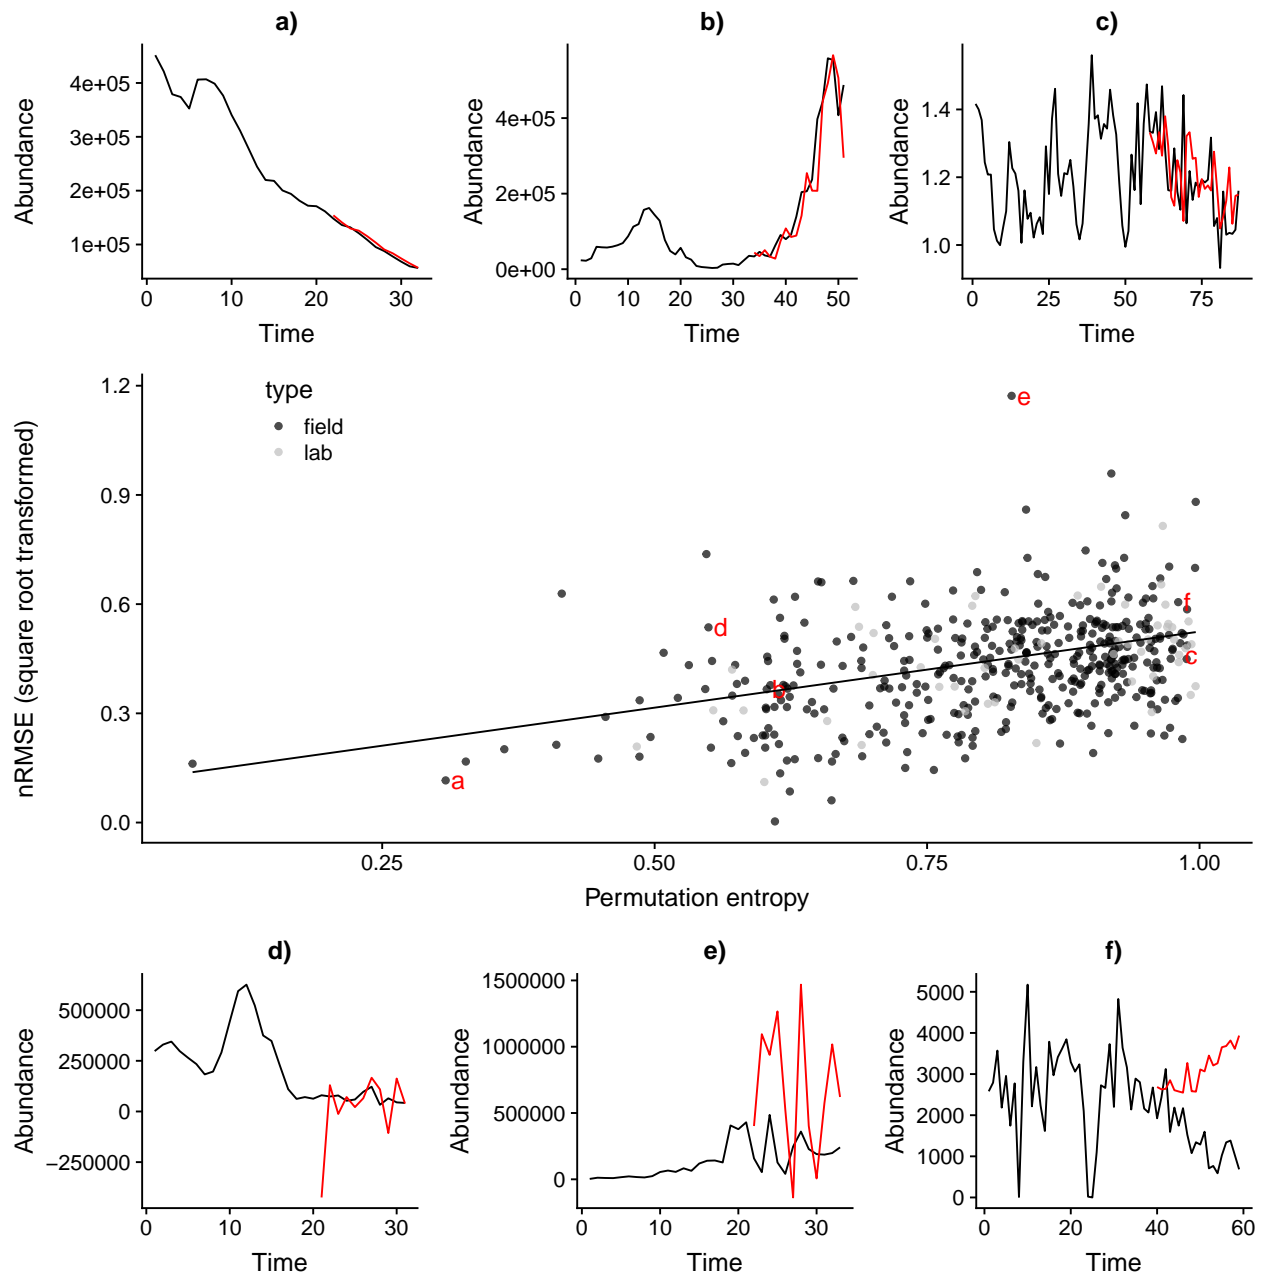 a)
4e+05
3e+05
2e+05
1e+05
0
10
20
30
Abundance
Time
b)
4e+05
2e+05
0e+00
0
10
20
30
40
50
Abundance
Time
c)
1.4
1.2
1.0
0
25
50
75
Abundance
Time
nRMSE (square root transformed)
1.2
0.9
0.6
0.3
0.0
type
field
lab
e
d
f
c
b
a
0.25
0.50
0.75
1.00
Permutation entropy
d)
500000
250000
0
−250000
0
10
20
30
Abundance
Time
e)
1500000
1000000
500000
0
0
10
20
30
Abundance
Time
f)
5000
4000
3000
2000
1000
0
0
20
40
60
Abundance
Time